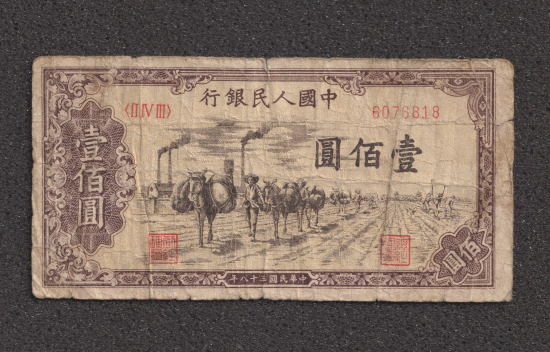 行銀民人國中
〈ⅡⅣⅢ〉
6076818
圓佰壹
壹佰圓
佰圓
年八十三國民華中